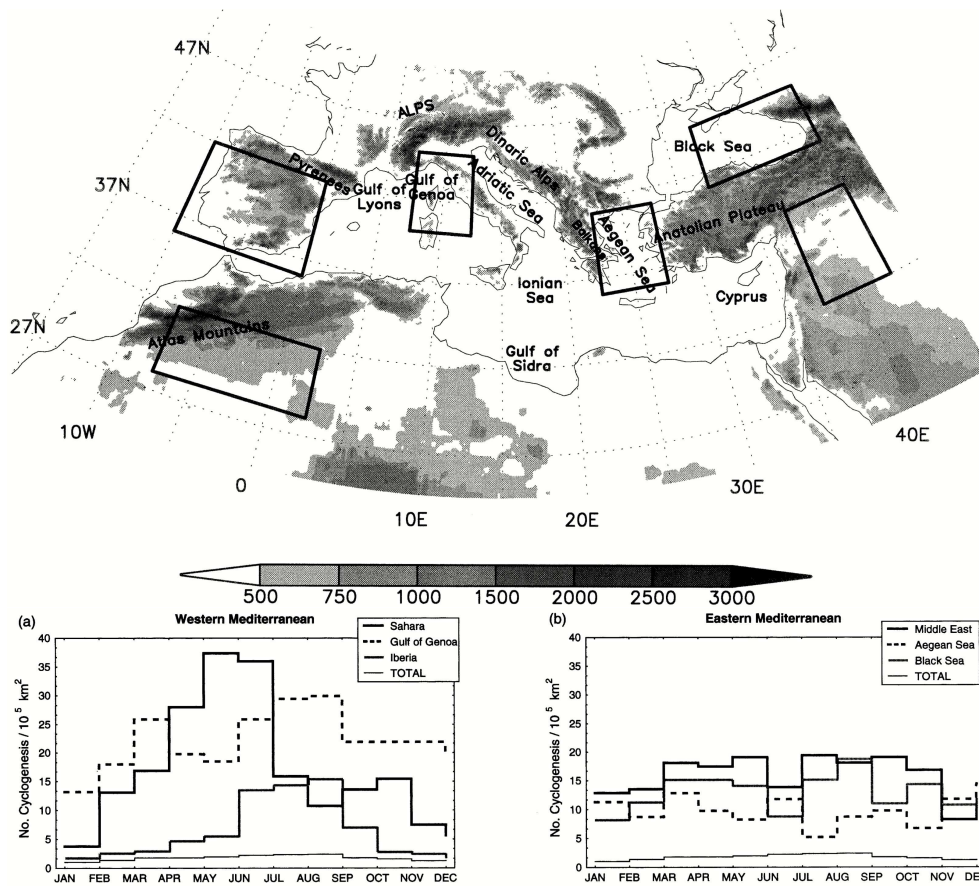 47N
37N
27N
10W
0
10E
20E
30E
40E
ALPS
Dinaric Alps
Black Sea
Pyrenees
Gulf of
Lyons
Gulf of
Genoa
Adriatic Sea
Balkans
Aegean Sea
Anatolian Plateau
Ionian
Sea
Cyprus
Atlas Mountains
Gulf of
Sidra
500 750 1000 1500 2000 2500 3000
(a) Western Mediterranean
Sahara
Gulf of Genoa
Iberia
TOTAL
No. Cyclogenesis / 10⁵ km²
40
35
30
25
20
15
10
5
0
JAN FEB MAR APR MAY JUN JUL AUG SEP OCT NOV DEC
(b) Eastern Mediterranean
Middle East
Aegean Sea
Black Sea
TOTAL
No. Cyclogenesis / 10⁵ km²
40
35
30
25
20
15
10
5
0
JAN FEB MAR APR MAY JUN JUL AUG SEP OCT NOV DE